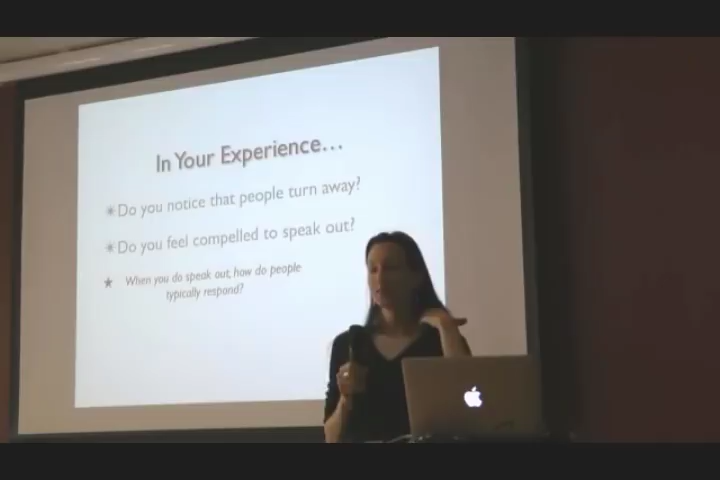 In Your Experience...
Do you notice that people turn away?
Do you feel compelled to speak out?
When you do speak out, how do people
typically respond?